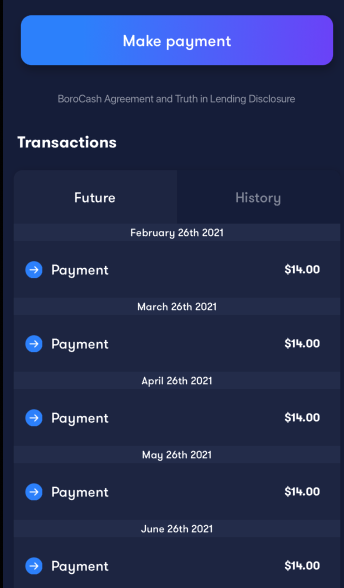 Make payment
BoroCash Agreement and Truth in Lending Disclosure
Transactions
Future History
February 26th 2021
Payment $14.00
March 26th 2021
Payment $14.00
April 26th 2021
Payment $14.00
May 26th 2021
Payment $14.00
June 26th 2021
Payment $14.00